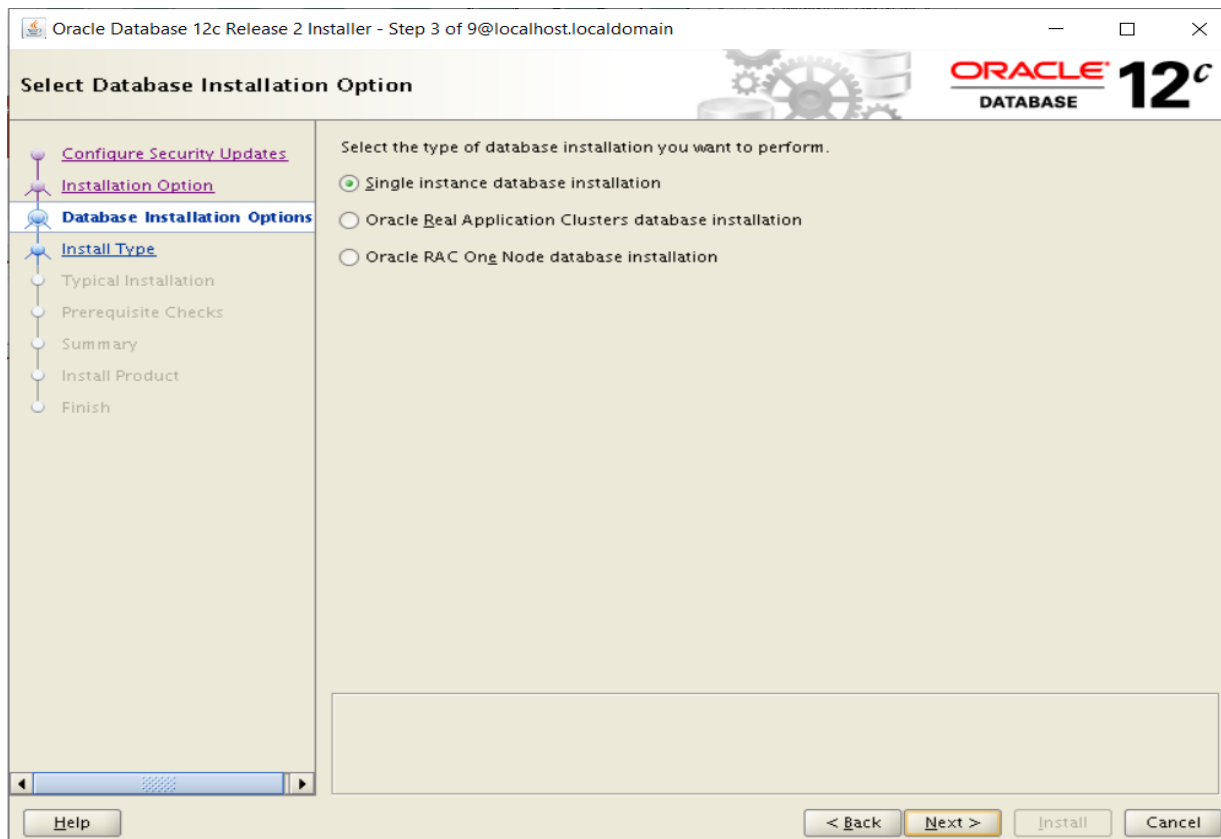 Oracle Database 12c Release 2 Installer - Step 3 of 9@localhost.localdomain
Select Database Installation Option
ORACLE
DATABASE
12c
Configure Security Updates
Installation Option
Database Installation Options
Install Type
Typical Installation
Prerequisite Checks
Summary
Install Product
Finish
Select the type of database installation you want to perform.
Single instance database installation
Oracle Real Application Clusters database installation
Oracle RAC One Node database installation
Help
< Back
Next >
Install
Cancel